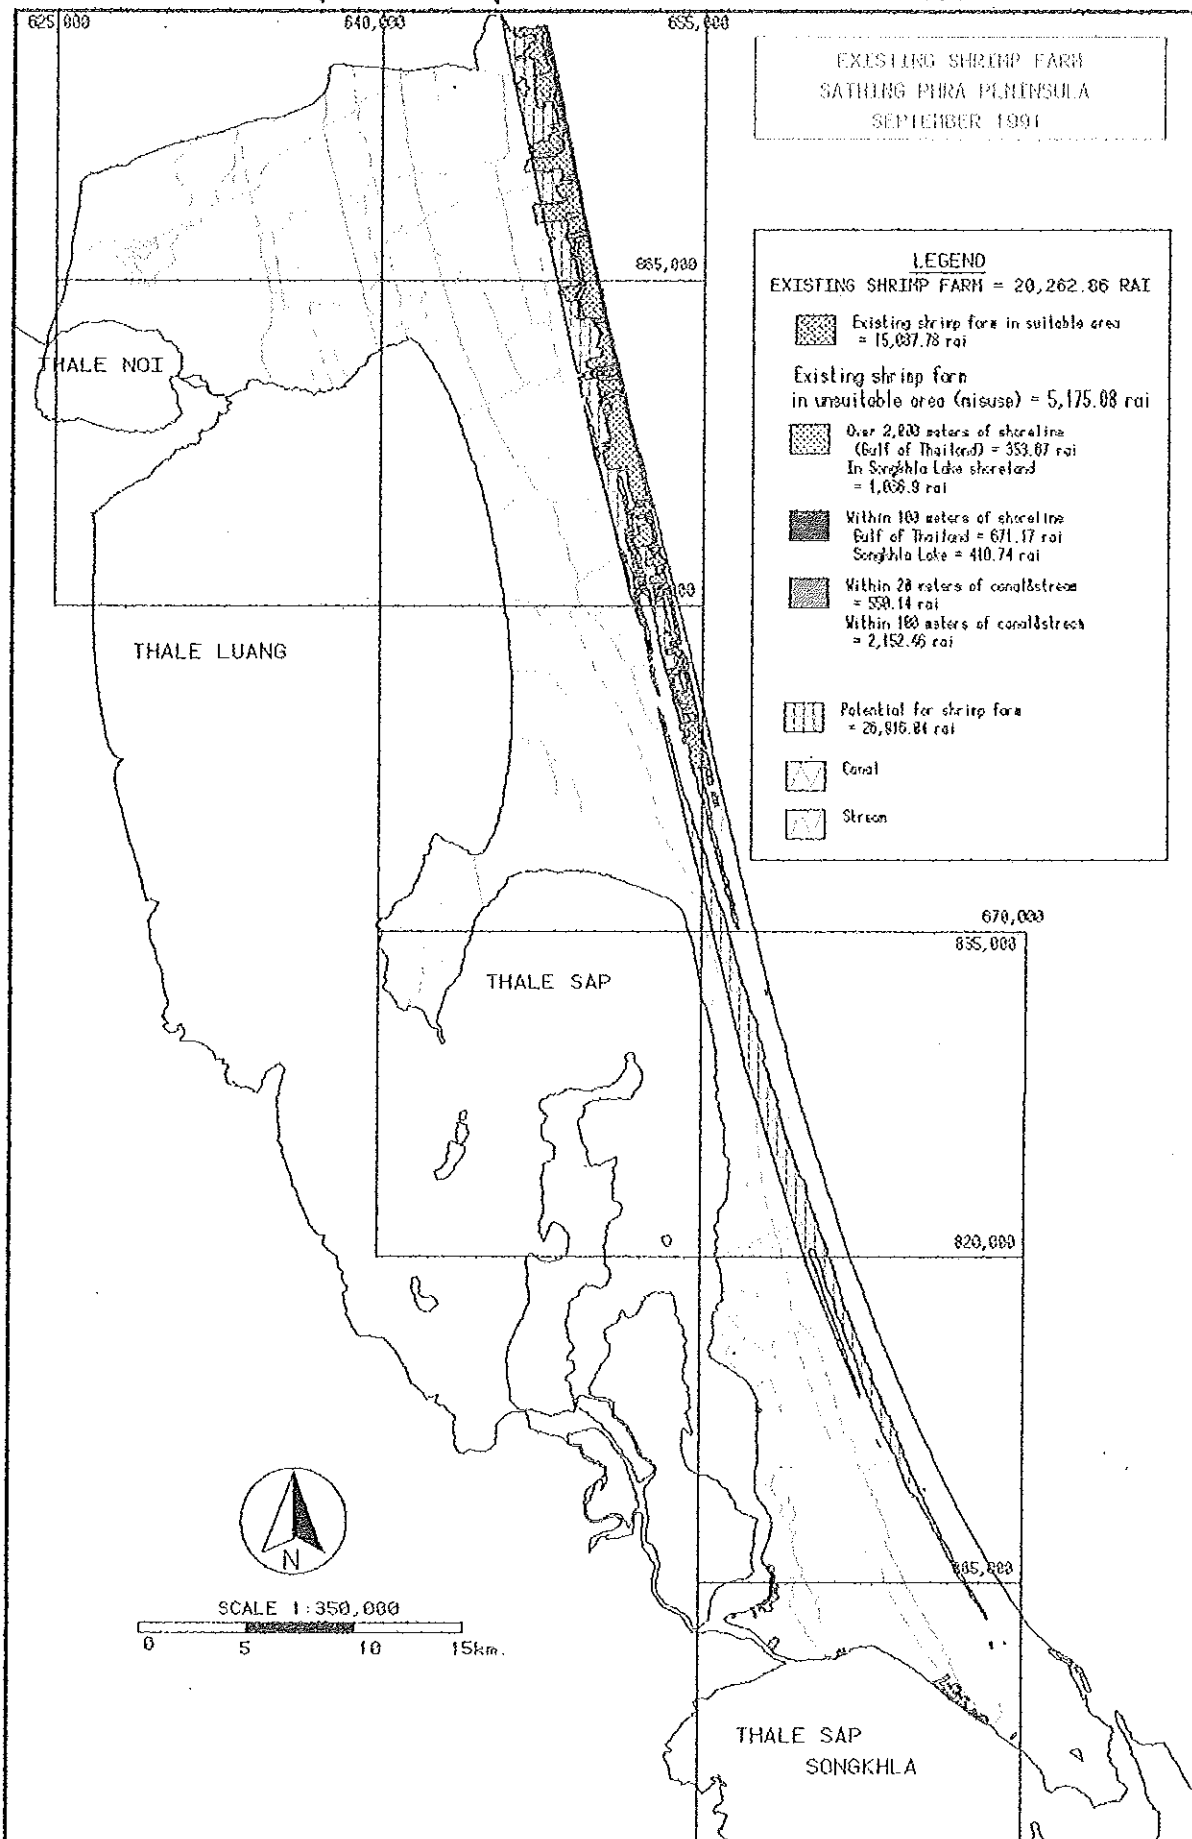 625,000
640,000
655,000
EXISTING SHRIMP FARM
SATHING PHRA PENINSULA
SEPTEMBER 1991
865,000
LEGEND
EXISTING SHRIMP FARM = 20,262.86 RAI
Existing shrimp farm in suitable area
= 15,087.78 rai
Existing shrimp farm
in unsuitable area (misuse) = 5,175.08 rai
Over 2,000 meters of shoreline
(Gulf of Thailand) = 353.67 rai
In Songkhla Lake shoreland
= 1,036.9 rai
Within 100 meters of shoreline
Gulf of Thailand = 671.17 rai
Songkhla Lake = 410.74 rai
Within 20 meters of canal&stream
= 550.14 rai
Within 100 meters of canal&stream
= 2,152.46 rai
Potential for shrimp farm
Canal
Stream
THALE NOI
THALE LUANG
670,000
835,000
THALE SAP
820,000
805,000
N
SCALE 1:350,000
0 5 10 15km.
THALE SAP
SONGKHLA